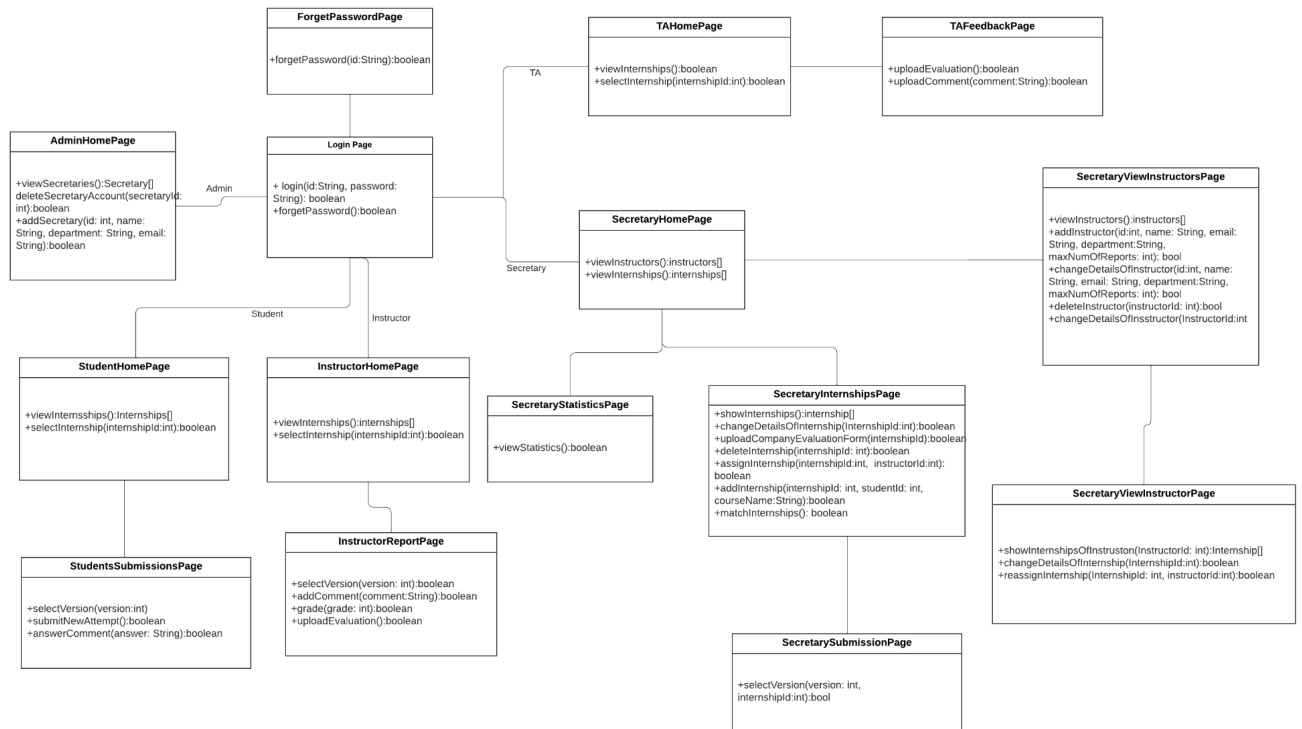 ForgetPasswordPage
+forgetPassword(id:String):boolean
TAHomePage
+viewInternships():boolean
+selectInternship(internshipId:int):boolean
TAFeedbackPage
+uploadEvaluation():boolean
+uploadComment(comment:String):boolean
TA
AdminHomePage
+viewSecretaries():Secretary[]
deleteSecretaryAccount(secretaryId:
int):boolean
+addSecretary(id: int, name:
String, department: String, email:
String):boolean
Admin
Login Page
+ login(id:String, password:
String): boolean
+forgetPassword():boolean
Secretary
SecretaryHomePage
+viewInstructors():instructors[]
+viewInternships():internships[]
SecretaryViewInstructorsPage
+viewInstructors():instructors[]
+addInstructor(id:int, name: String, email:
String, department:String,
maxNumOfReports: int): bool
+changeDetailsOfInstructor(id:int, name:
String, email: String, department:String,
maxNumOfReports: int): bool
+deleteInstructor(instructorId: int):bool
+changeDetailsOfInsstructor(InstructorId:int
Student
Instructor
StudentHomePage
+viewInternsships():Internships[]
+selectInternship(internshipId:int):boolean
InstructorHomePage
+viewInternships():internships[]
+selectInternship(internshipId:int):boolean
SecretaryStatisticsPage
+viewStatistics():boolean
SecretaryInternshipsPage
+showInternships():internship[]
+changeDetailsOfInternship(InternshipId:int):boolean
+uploadCompanyEvaluationForm(internshipId):boolean
+deleteInternship(internshipId: int):boolean
+assignInternship(internshipId:int, instructorId:int):
boolean
+addInternship(internshipId: int, studentId: int,
courseName:String):boolean
+matchInternships(): boolean
SecretaryViewInstructorPage
+showInternshipsOfInstruston(InstructorId: int):Internship[]
+changeDetailsOfInternship(InternshipID:int):boolean
+reassignInternship(InternshipId: int, instructorId:int):boolean
StudentsSubmissionsPage
+selectVersion(version:int)
+submitNewAttempt():boolean
+answerComment(answer: String):boolean
InstructorReportPage
+selectVersion(version: int):boolean
+addComment(comment:String):boolean
+grade(grade: int):boolean
+uploadEvaluation():boolean
SecretarySubmissionPage
+selectVersion(version: int,
internshipId:int):bool